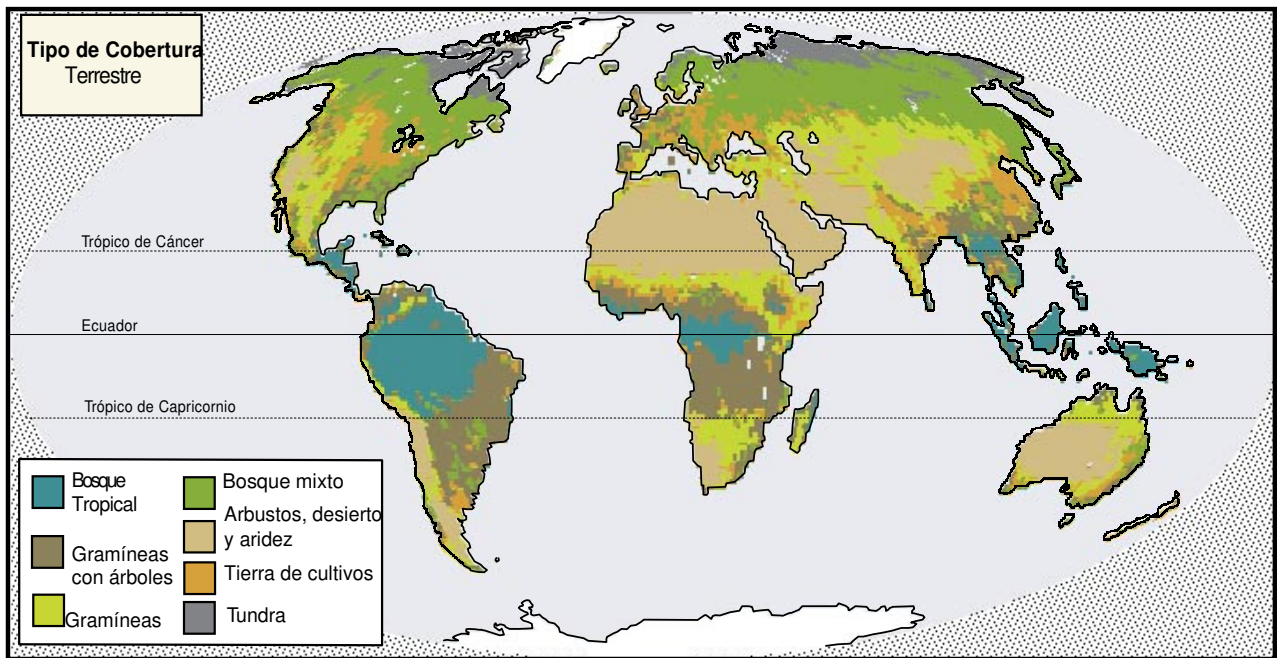 Tipo de Cobertura
Terrestre
Trópico de Cáncer
Ecuador
Trópico de Capricornio
Bosque
Tropical
Gramíneas
con árboles
Gramíneas
Bosque mixto
Arbustos, desierto
y aridez
Tierra de cultivos
Tundra